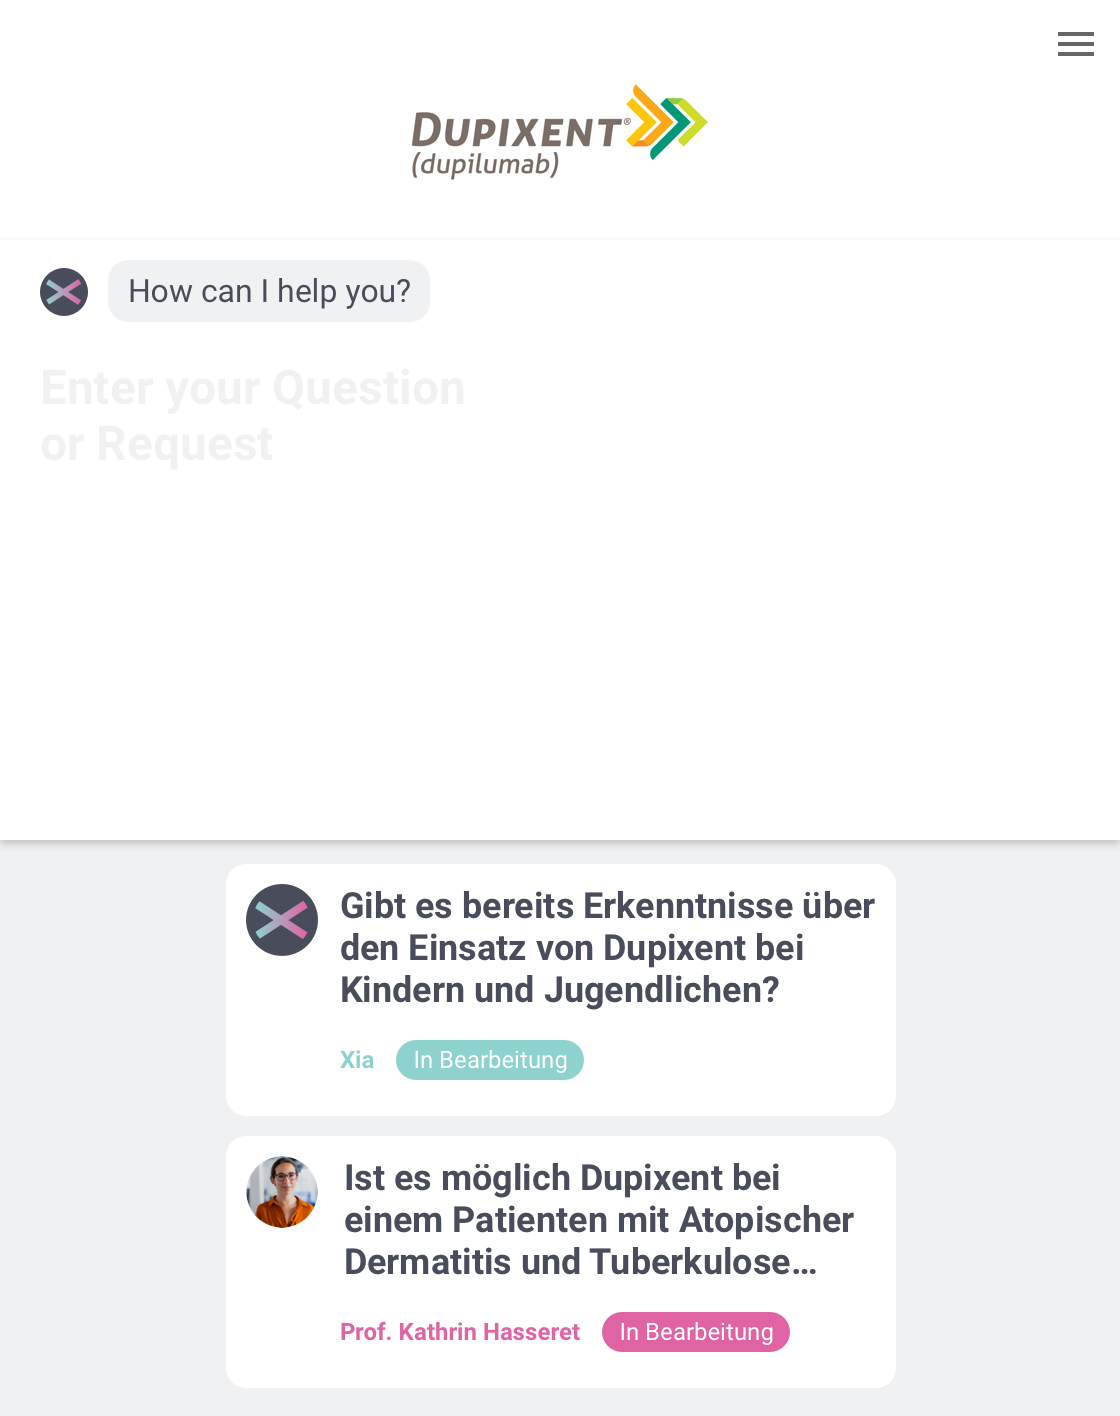 DUPIXENT®
(dupilumab)
How can I help you?
Enter your Question
or Request
Gibt es bereits Erkenntnisse über
den Einsatz von Dupixent bei
Kindern und Jugendlichen?
Xia In Bearbeitung
Ist es möglich Dupixent bei
einem Patienten mit Atopischer
Dermatitis und Tuberkulose…
Prof. Kathrin Hasseret In Bearbeitung